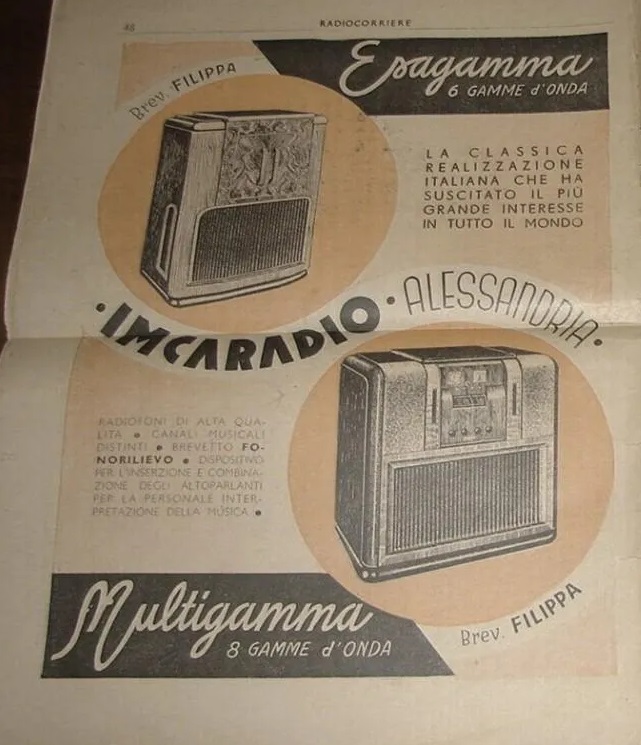 46
RADIOCORRIERE
Esagamma
6 GAMME d'ONDA
Brev. FILIPPA
LA CLASSICA
REALIZZAZIONE
ITALIANA CHE HA
SUSCITATO IL PIÙ
GRANDE INTERESSE
IN TUTTO IL MONDO
·IMCARADIO·ALESSANDRIA·
RADIOFONI DI ALTA QUA-
LITÀ ● CANALI MUSICALI
DISTINTI ● BREVETTO FO-
NORILIEVO ● DISPOSITIVO
PER L'INSERZIONE E COMBINA-
ZIONE DEGLI ALTOPARLANTI
PER LA PERSONALE INTER-
PRETAZIONE DELLA MUSICA. ●
Multigamma
8 GAMME d'ONDA
Brev. FILIPPA